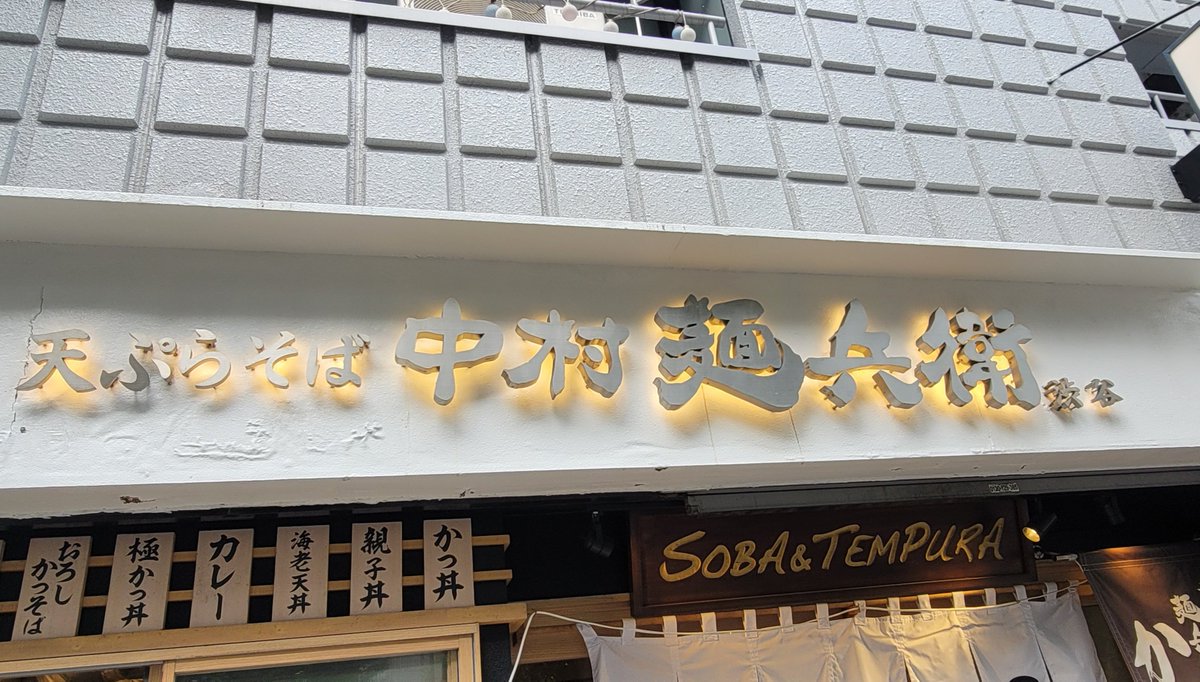 TOSHIBA
天ぷらそば 中村麺兵衛 渋谷
おろし
かつそば
極かつ丼
カレー
海老天丼
親子丼
かつ丼
SOBA & TEMPURA
か